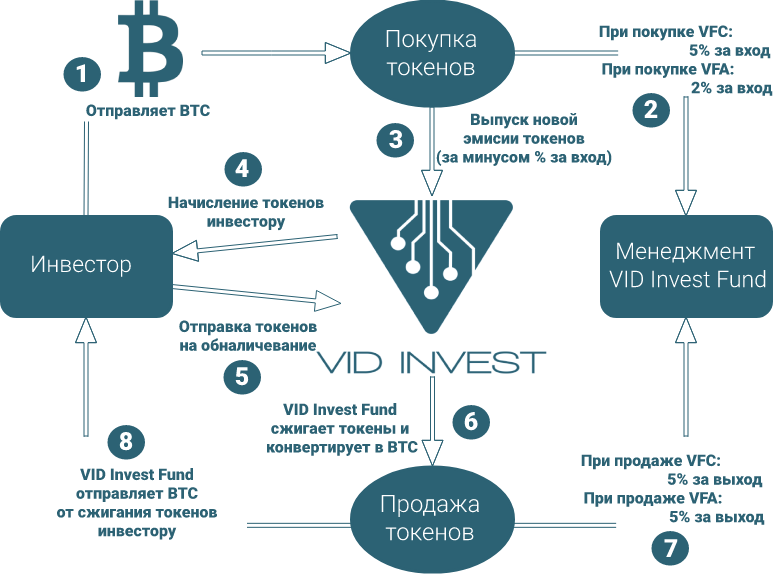 1
Отправляет BTC
Покупка
токенов
При покупке VFC:
5% за вход
При покупке VFA:
2% за вход
2
3
Выпуск новой
эмисии токенов
(за минусом % за вход)
4
Начисление токенов
инвестору
Инвестор
Менеджмент
VID Invest Fund
Отправка токенов
на обналичевание
5
VID INVEST
VID Invest Fund
сжигает токены и
конвертирует в BTC
6
8
VID Invest Fund
отправляет BTC
от сжигания токенов
инвестору
Продажа
токенов
При продаже VFC:
5% за выход
При продаже VFA:
5% за выход
7